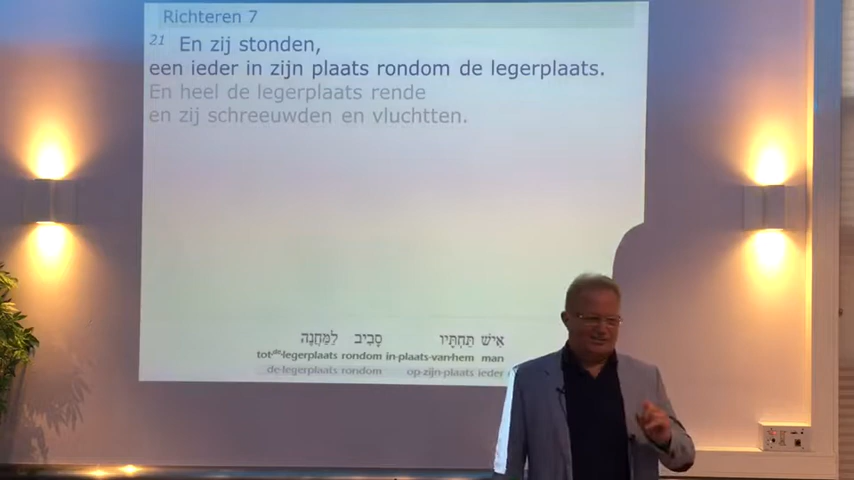 Richteren 7
21 En zij stonden,
een ieder in zijn plaats rondom de legerplaats.
En heel de legerplaats rende
en zij schreeuwden en vluchtten.
אִישׁ תַּחְתָּיו סָבִיב לַמַּחֲנֶה
tot-de-legerplaats rondom in-plaats-van-hem man
de-legerplaats rondom op-zijn-plaats ieder